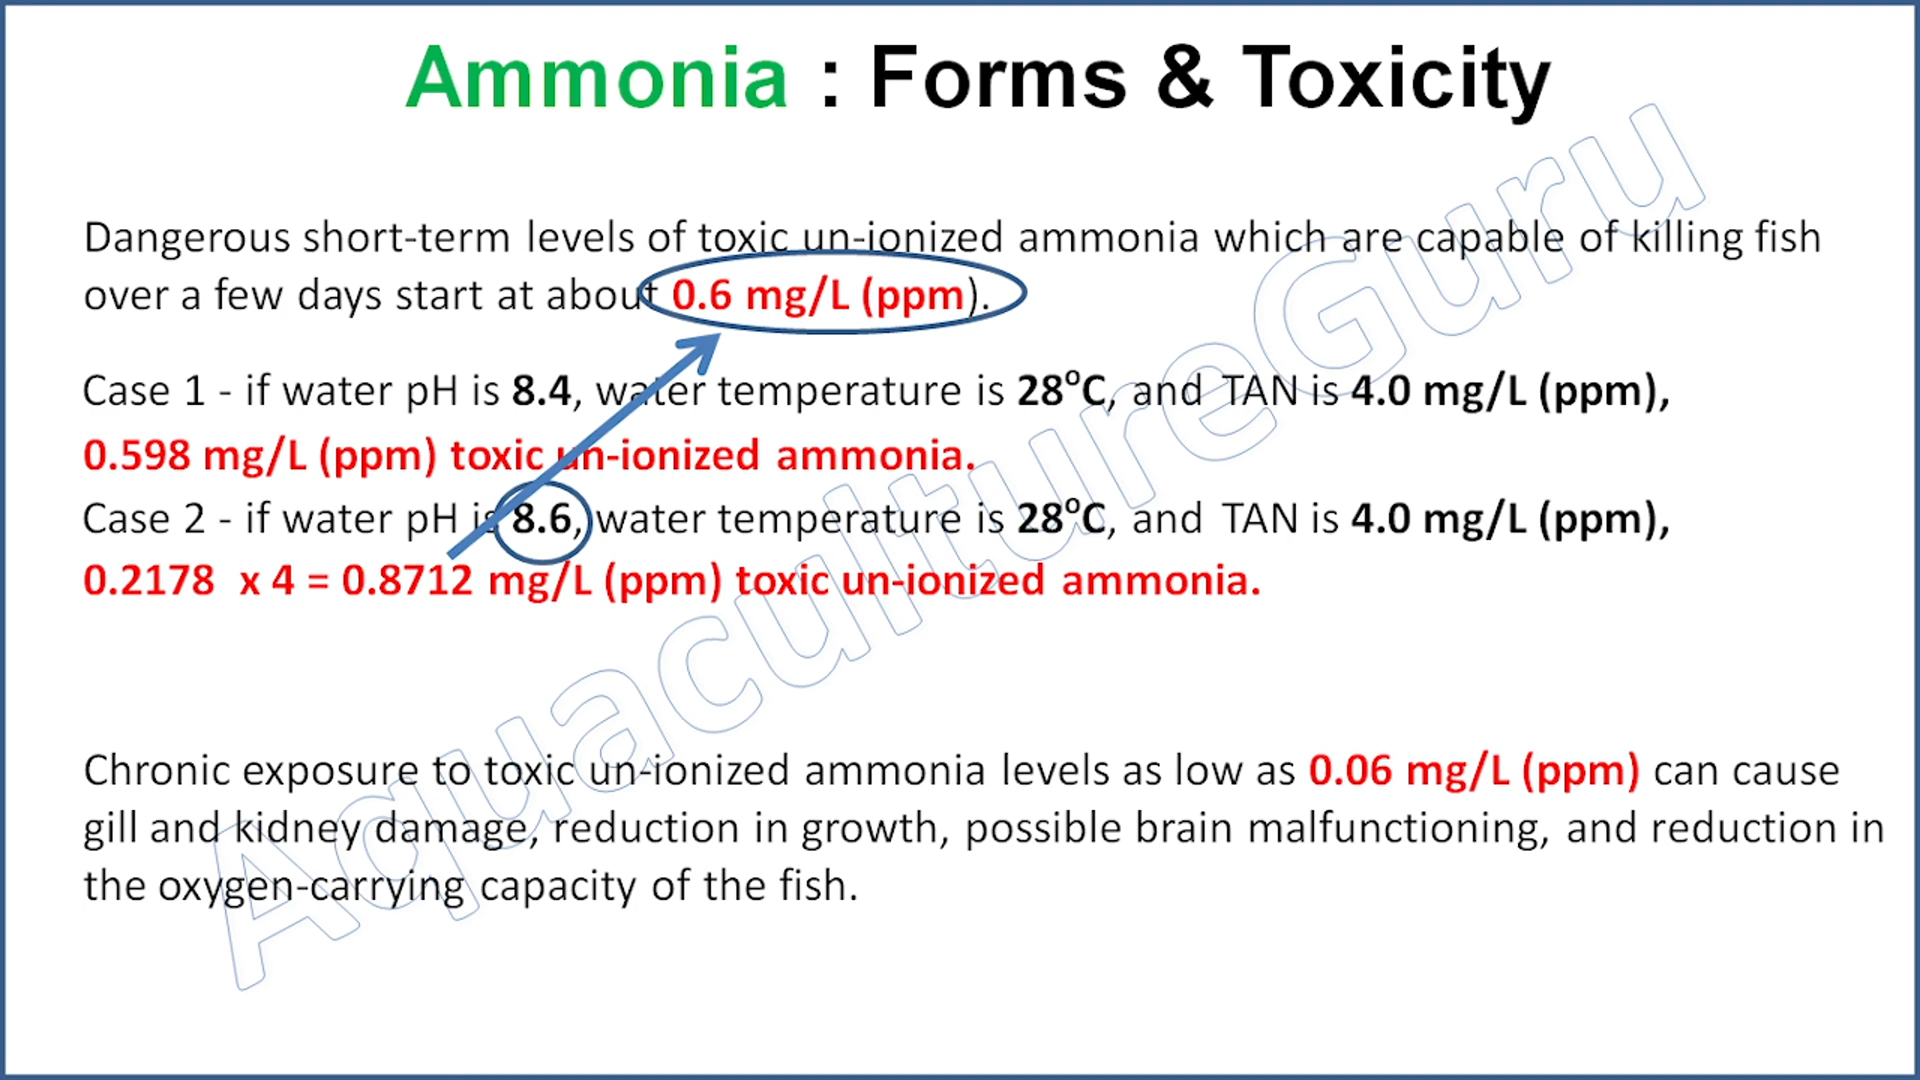 Ammonia : Forms & Toxicity
Dangerous short-term levels of toxic un-ionized ammonia which are capable of killing fish
over a few days start at about 0.6 mg/L (ppm).
Case 1 - if water pH is 8.4, water temperature is 28⁰C, and TAN is 4.0 mg/L (ppm),
0.598 mg/L (ppm) toxic un-ionized ammonia.
Case 2 - if water pH is 8.6, water temperature is 28⁰C, and TAN is 4.0 mg/L (ppm),
0.2178 x 4 = 0.8712 mg/L (ppm) toxic un-ionized ammonia.
Chronic exposure to toxic un-ionized ammonia levels as low as 0.06 mg/L (ppm) can cause
gill and kidney damage, reduction in growth, possible brain malfunctioning, and reduction in
the oxygen-carrying capacity of the fish.
AquacultureGuru